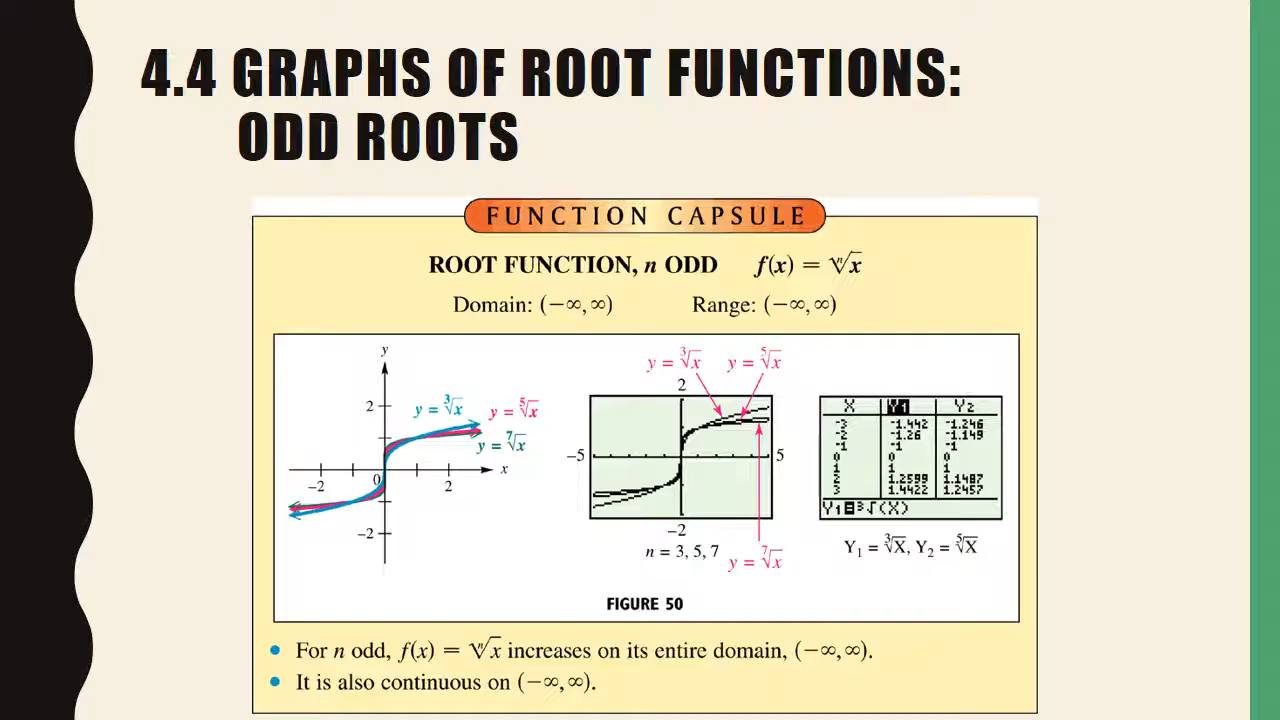 4.4 GRAPHS OF ROOT FUNCTIONS:
ODD ROOTS
FUNCTION CAPSULE
ROOT FUNCTION, n ODD f(x) = ⁿ√x
Domain: (−∞, ∞) Range: (−∞, ∞)
y
2
y = ³√x
y = ⁵√x
y = ⁷√x
−2
0
2
x
−2
y = ³√x y = ⁵√x
2
−5
5
−2
n = 3, 5, 7
y = ⁷√x
X Y1 Y2
-3 -1.442 -1.246
-2 -1.26 -1.149
-1 -1 -1
0 0 0
1 1 1
2 1.2599 1.1487
3 1.4422 1.2457
Y1=³√(X)
Y₁ = ³√X, Y₂ = ⁵√X
FIGURE 50
• For n odd, f(x) = ⁿ√x increases on its entire domain, (−∞, ∞).
• It is also continuous on (−∞, ∞).